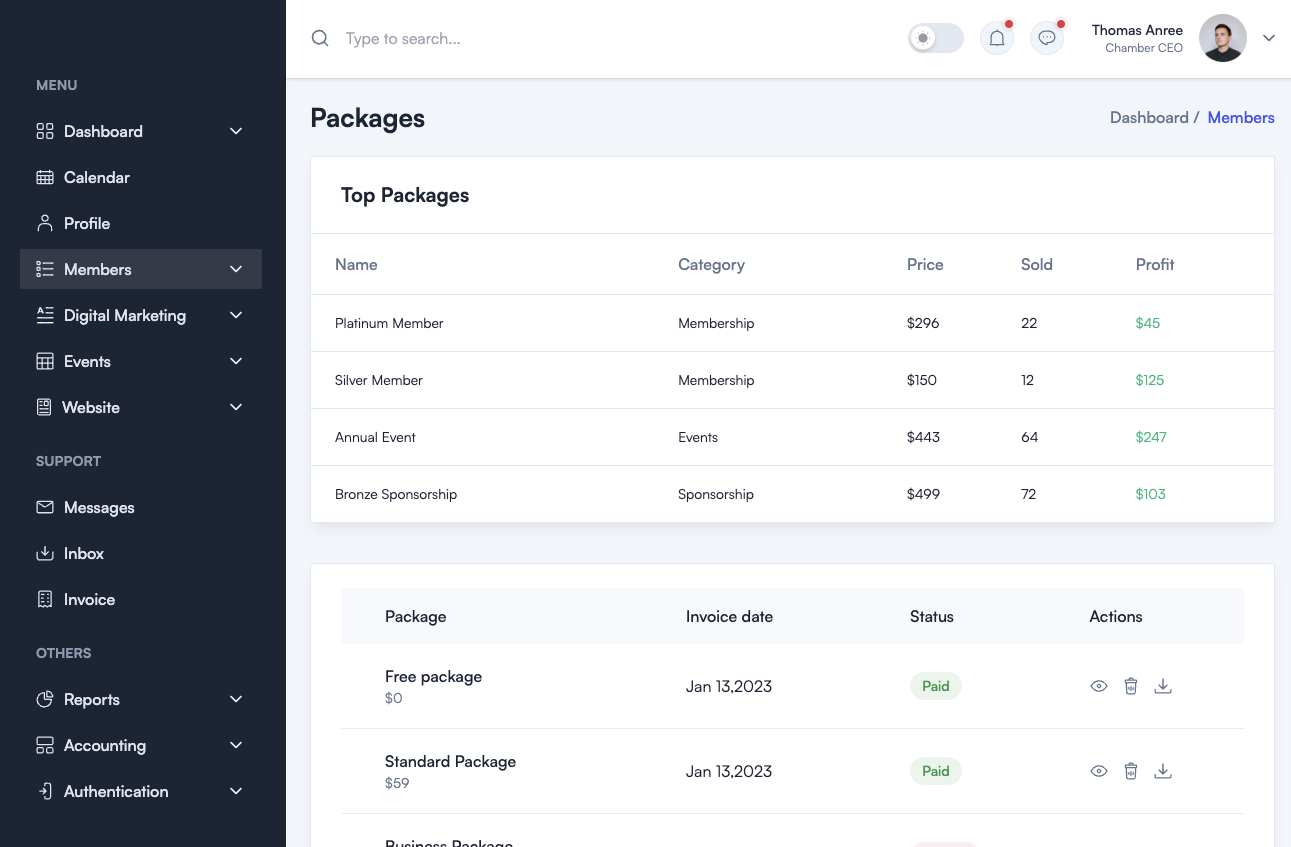 Type to search...
Thomas Anree
Chamber CEO
MENU
Dashboard
Calendar
Profile
Members
Digital Marketing
Events
Website
SUPPORT
Messages
Inbox
Invoice
OTHERS
Reports
Accounting
Authentication
Packages
Dashboard / Members
Top Packages
Name Category Price Sold Profit
Platinum Member Membership $296 22 $45
Silver Member Membership $150 12 $125
Annual Event Events $443 64 $247
Bronze Sponsorship Sponsorship $499 72 $103
Package Invoice date Status Actions
Free package
$0
Jan 13,2023 Paid
Standard Package
$59
Jan 13,2023 Paid
Business Package